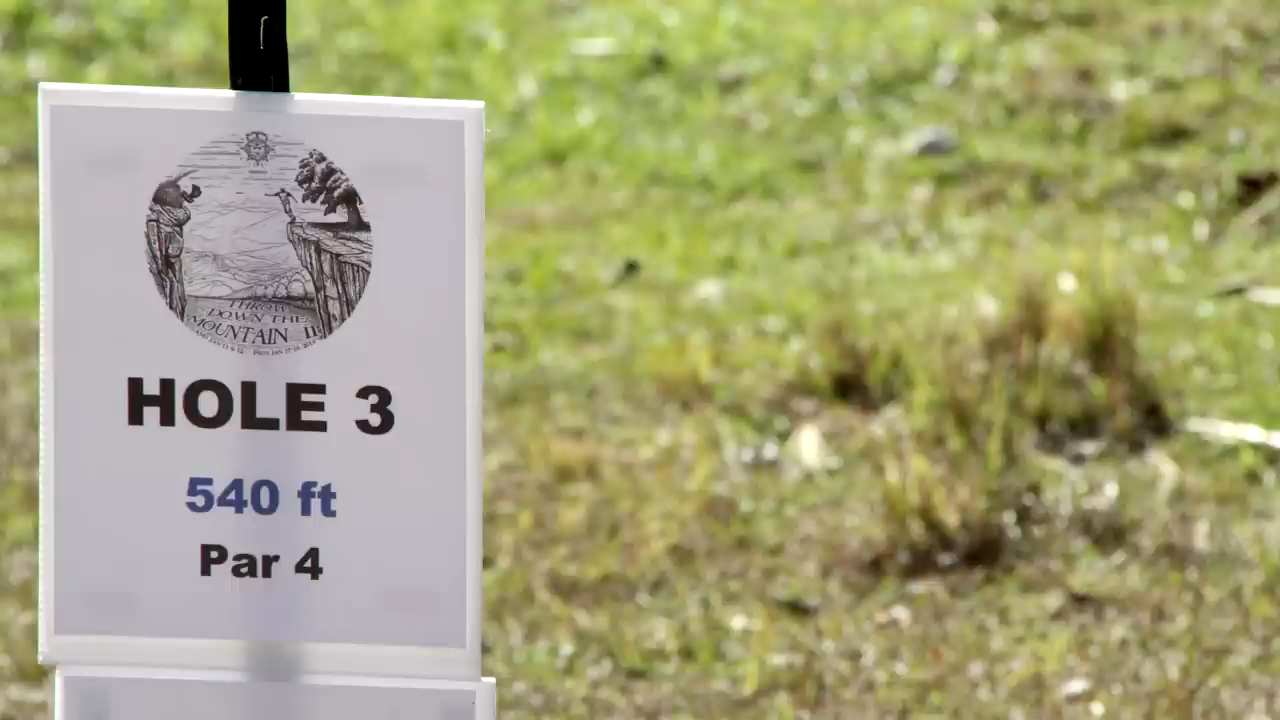 THROW
DOWN THE
MOUNTAIN II
HOLE 3
540 ft
Par 4